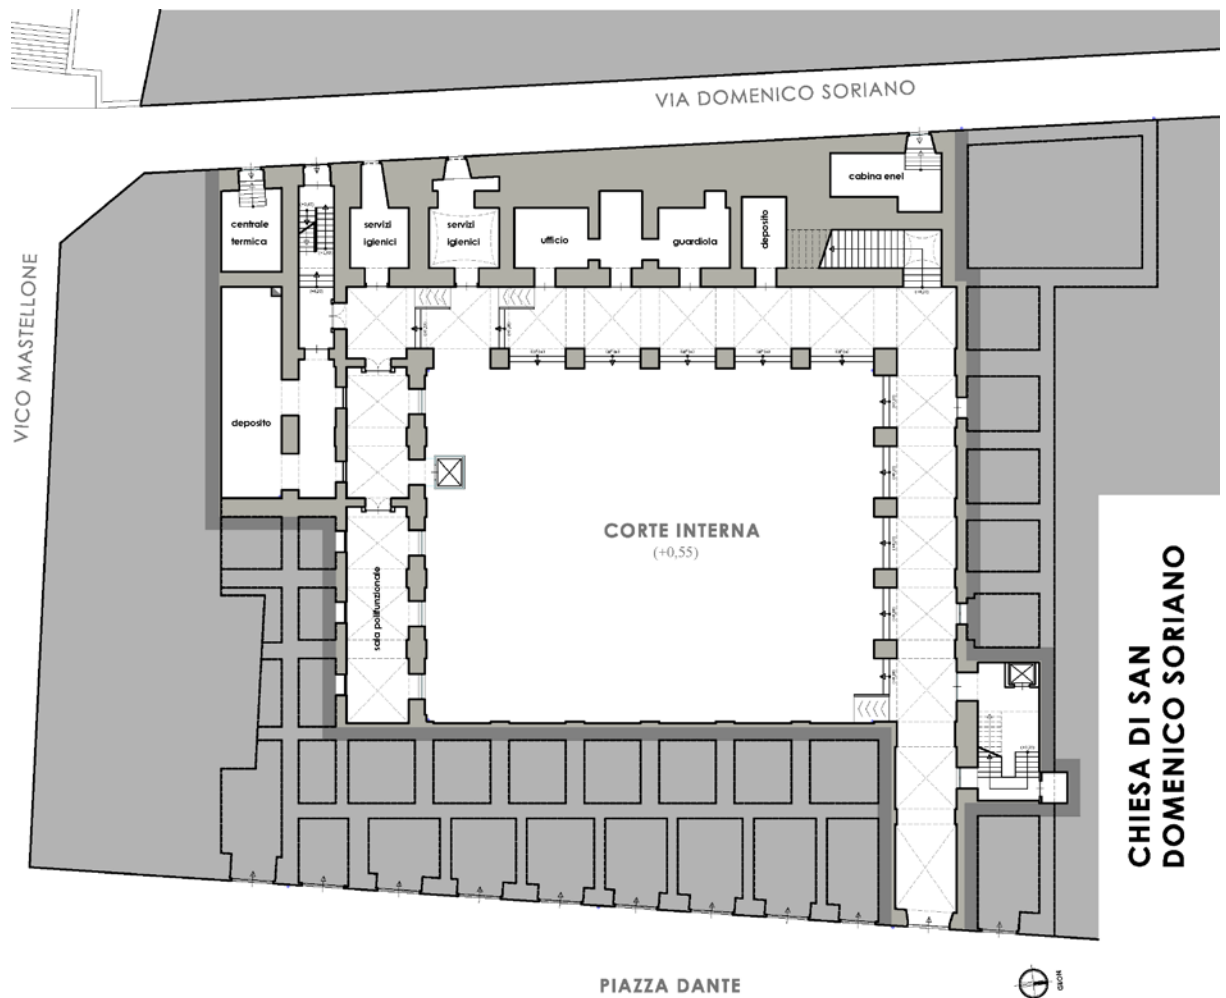 VIA DOMENICO SORIANO
cabina enel
centrale
termica
servizi
igienici
servizi
igienici
ufficio
guardiola
deposito
VICO MASTELLONE
deposito
CORTE INTERNA
(+0,55)
sala polifunzionale
CHIESA DI SAN
DOMENICO SORIANO
PIAZZA DANTE
NORD